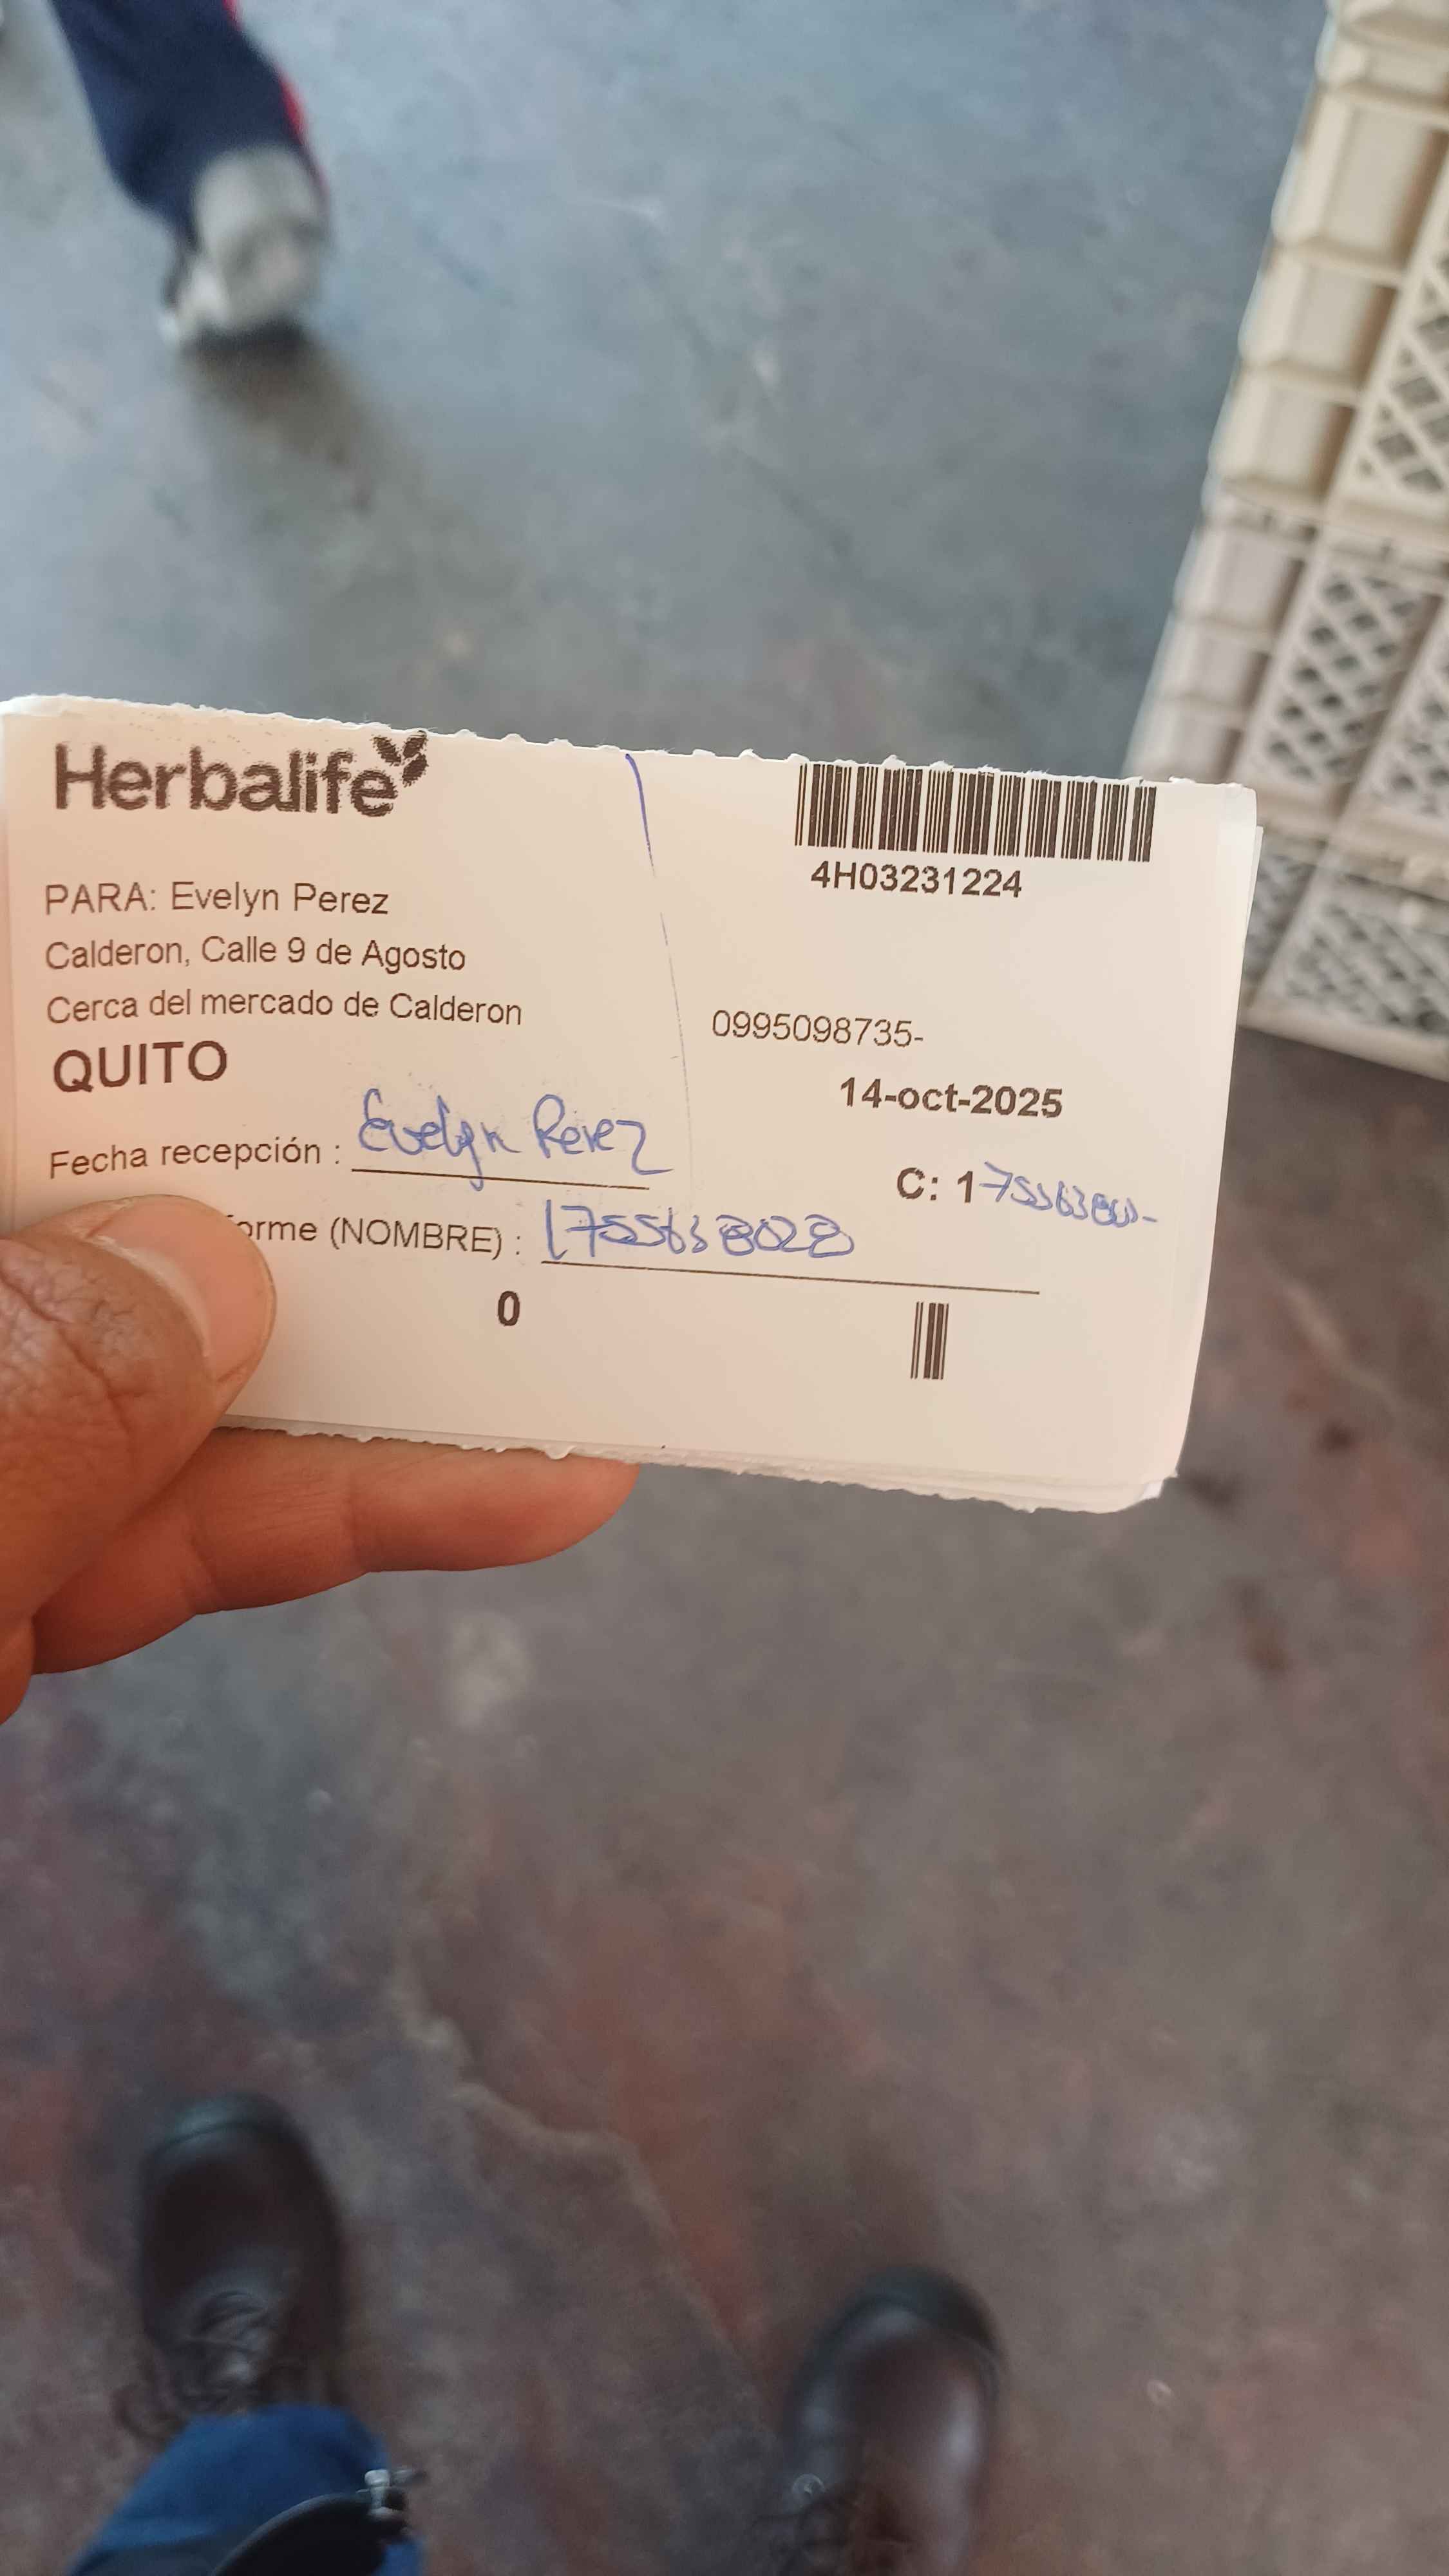 Herbalife
4H03231224
PARA: Evelyn Perez
Calderon, Calle 9 de Agosto
Cerca del mercado de Calderon
0995098735-
QUITO
14-oct-2025
Fecha recepción : Evelyn Perez
C: 1
orme (NOMBRE) : 1755638028
0